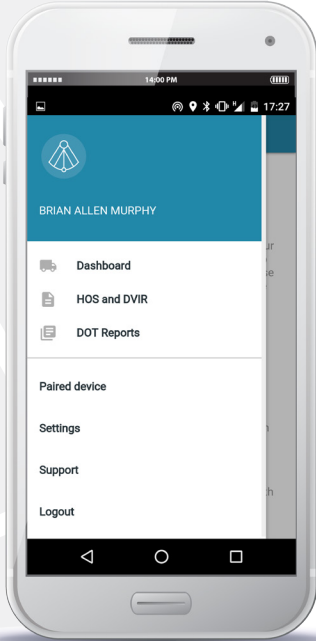 14:00 PM
17:27
BRIAN ALLEN MURPHY
Dashboard
HOS and DVIR
DOT Reports
Paired device
Settings
Support
Logout